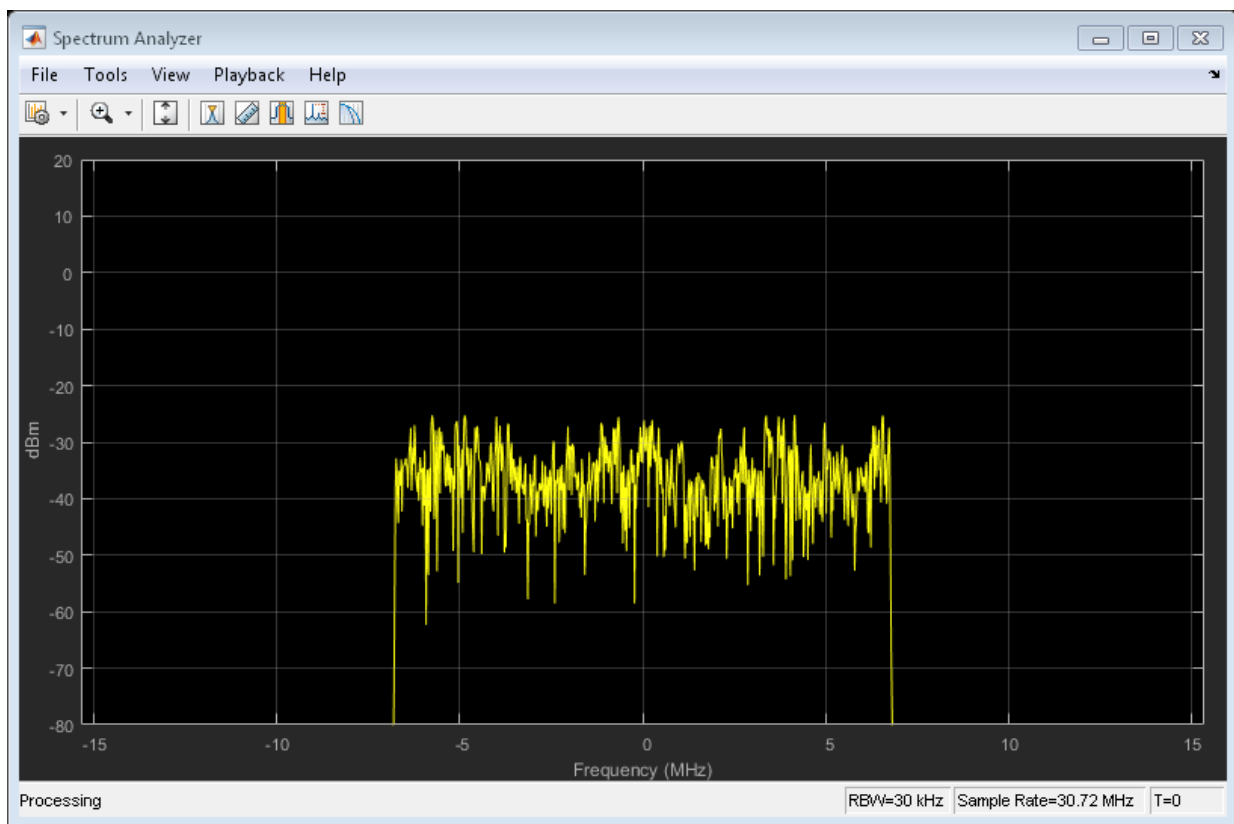 Spectrum Analyzer
File Tools View Playback Help
20
10
0
-10
-20
-30
-40
-50
-60
-70
-80
dBm
-15 -10 -5 0 5 10 15
Frequency (MHz)
Processing RBW=30 kHz Sample Rate=30.72 MHz T=0